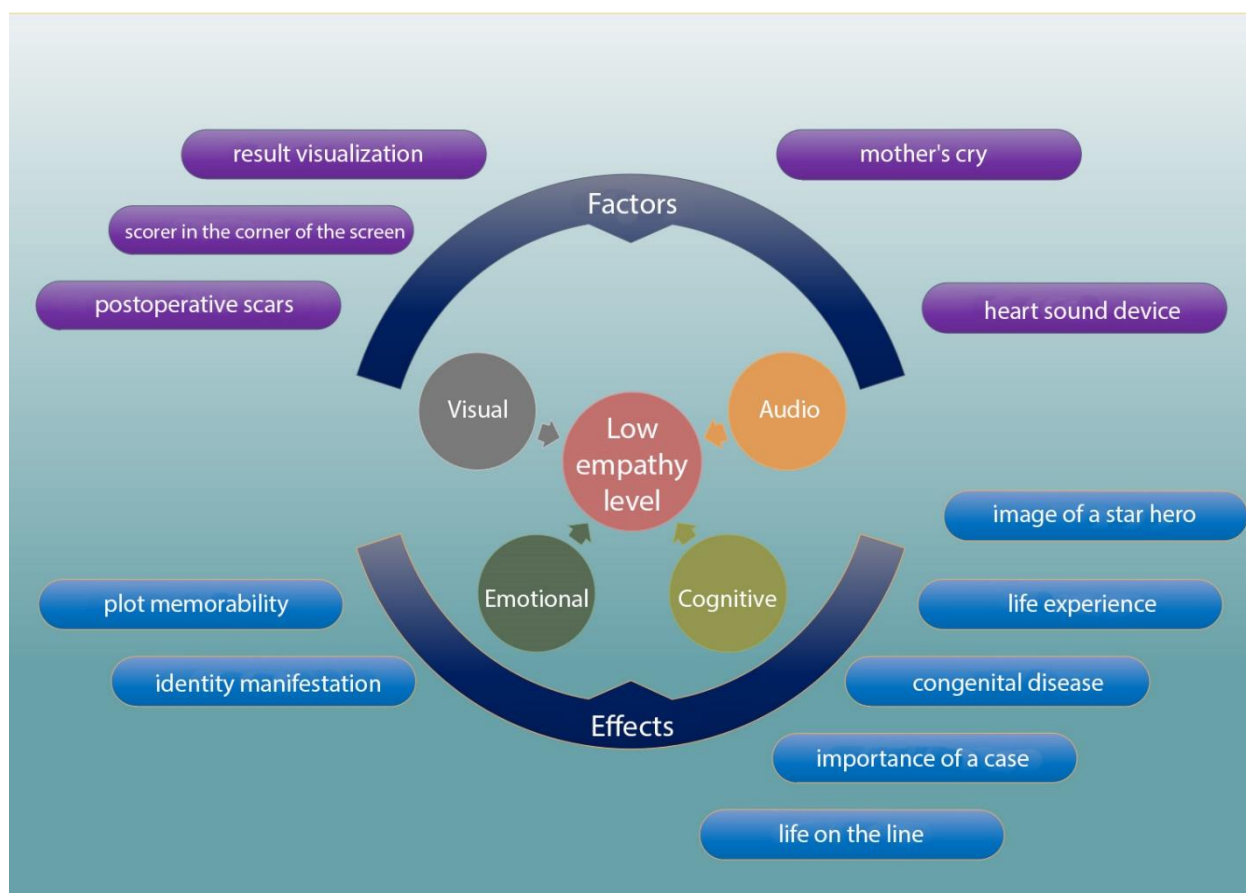 result visualization
mother's cry
Factors
scorer in the corner of the screen
postoperative scars
heart sound device
Visual
Audio
Low
empathy
level
image of a star hero
Emotional
Cognitive
plot memorability
life experience
identity manifestation
congenital disease
Effects
importance of a case
life on the line